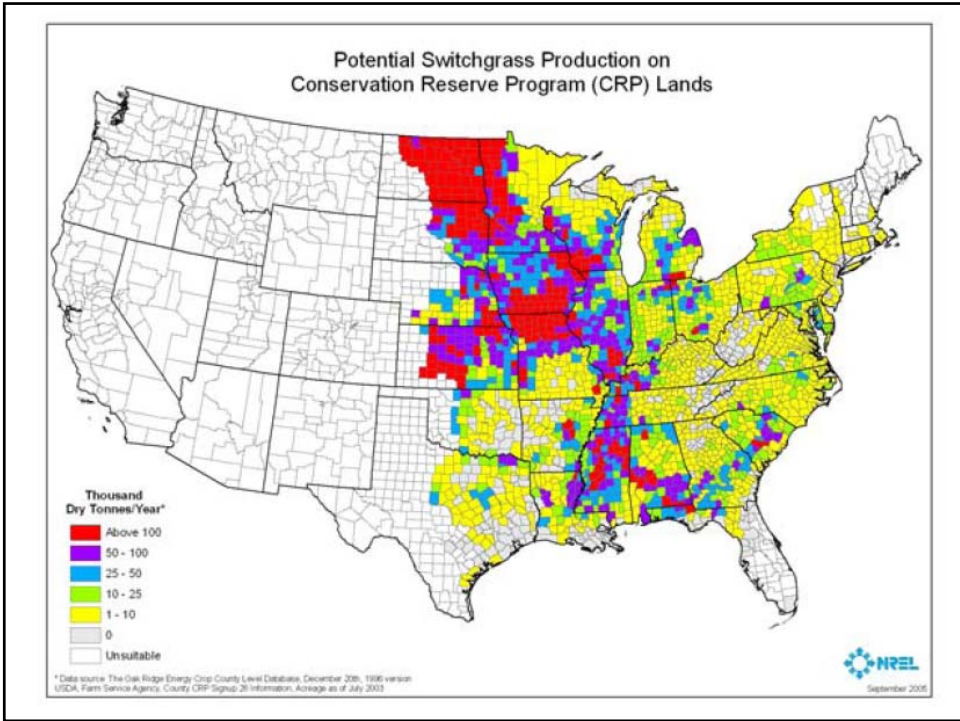 Potential Switchgrass Production on
Conservation Reserve Program (CRP) Lands
Thousand
Dry Tonnes/Year*
Above 100
50 - 100
25 - 50
10 - 25
1 - 10
0
Unsuitable
* Data source: The Oak Ridge Energy Crop County Level Database, December 20th, 1996 version
USDA, Farm Service Agency, County CRP Signup 26 Information, Acreage as of July 2003
NREL
September 2005